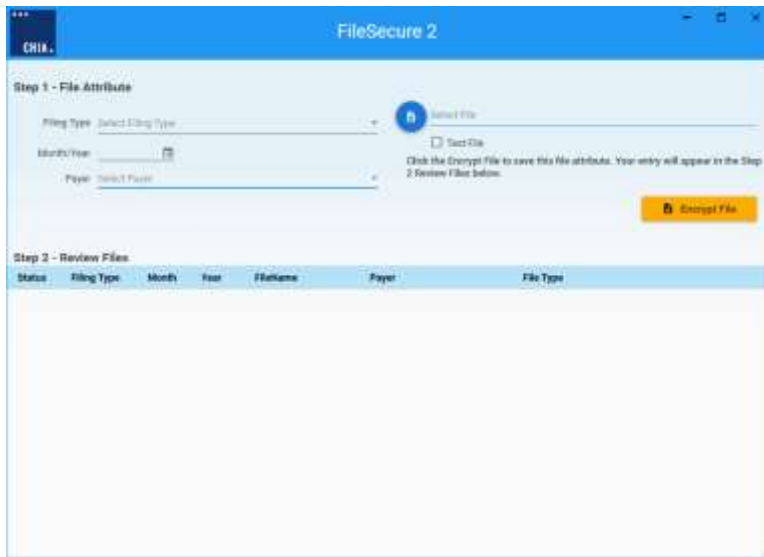 FileSecure 2
CHIA.
Step 1 - File Attribute
Filing Type Select Filing Type
Select File
Test File
Month/Year
Click the Encrypt File to save this file attribute. Your entry will appear in the Step
2 Review Files below.
Payer Select Payer
Encrypt File
Step 2 - Review Files
Status Filing Type Month Year FileName Payer File Type